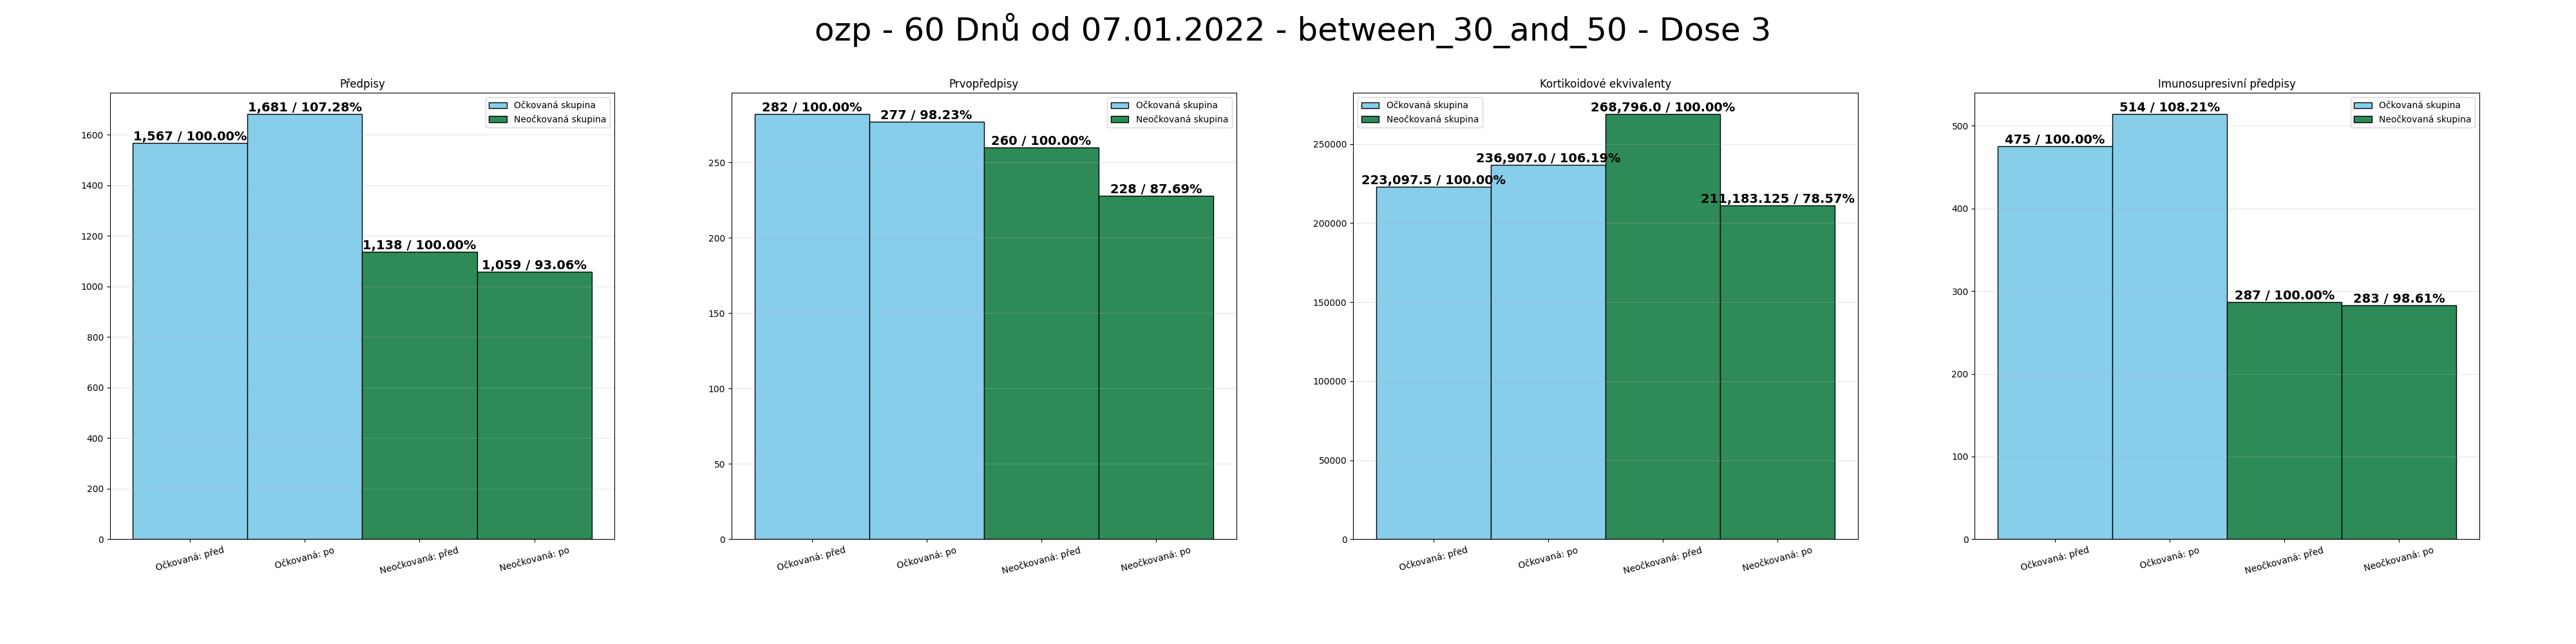 ozp - 60 Dnů od 07.01.2022 - between_30_and_50 - Dose 3
Předpisy
1,567 / 100.00%
1,681 / 107.28%
1,138 / 100.00%
1,059 / 93.06%
Očkovaná skupina
Neočkovaná skupina
1600
1400
1200
1000
800
600
400
200
0
Očkovaná: před
Očkovaná: po
Neočkovaná: před
Neočkovaná: po
Prvopředpisy
282 / 100.00%
277 / 98.23%
260 / 100.00%
228 / 87.69%
Očkovaná skupina
Neočkovaná skupina
250
200
150
100
50
0
Očkovaná: před
Očkovaná: po
Neočkovaná: před
Neočkovaná: po
Kortikoidové ekvivalenty
Očkovaná skupina
Neočkovaná skupina
223,097.5 / 100.00%
236,907.0 / 106.19%
268,796.0 / 100.00%
211,183.125 / 78.57%
250000
200000
150000
100000
50000
0
Očkovaná: před
Očkovaná: po
Neočkovaná: před
Neočkovaná: po
Imunosupresivní předpisy
475 / 100.00%
514 / 108.21%
287 / 100.00%
283 / 98.61%
Očkovaná skupina
Neočkovaná skupina
500
400
300
200
100
0
Očkovaná: před
Očkovaná: po
Neočkovaná: před
Neočkovaná: po